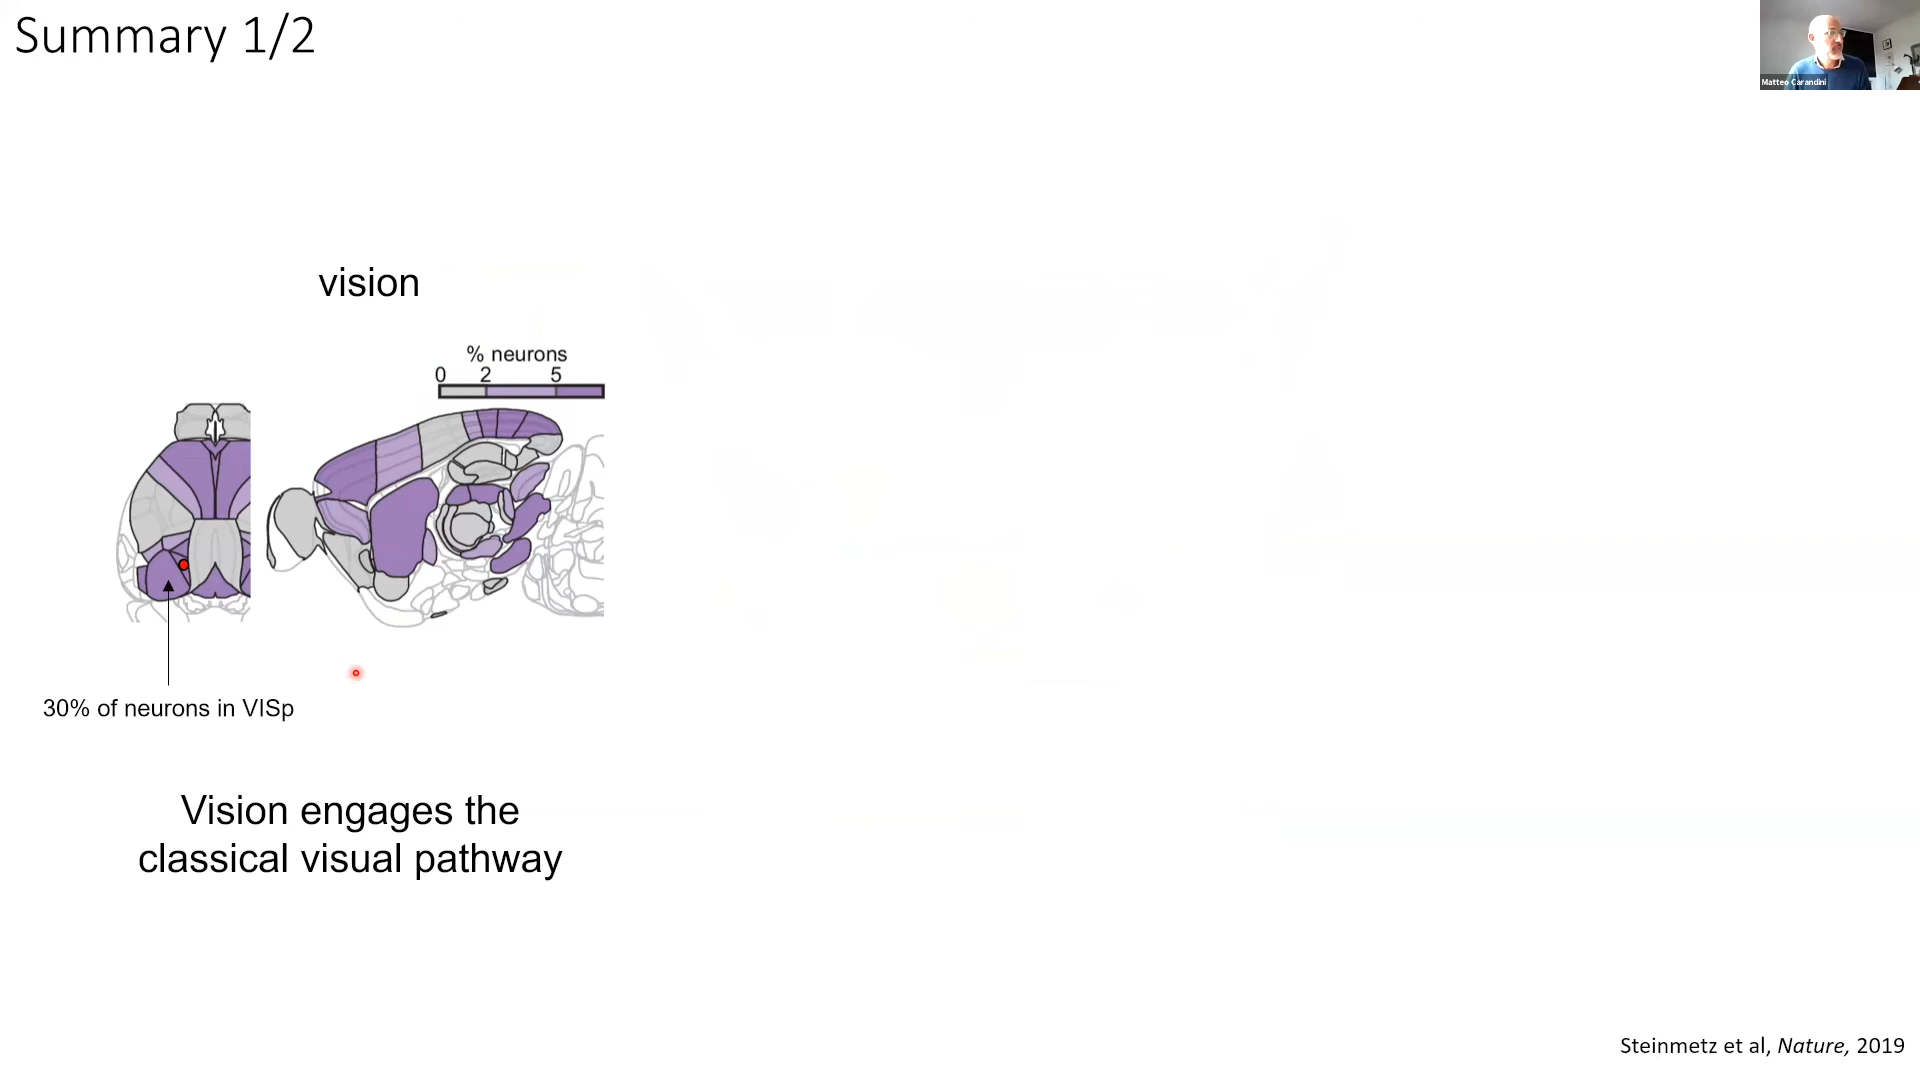 Summary 1/2
Matteo Carandini
vision
% neurons
0 2 5
30% of neurons in VISp
Vision engages the
classical visual pathway
Steinmetz et al, Nature, 2019